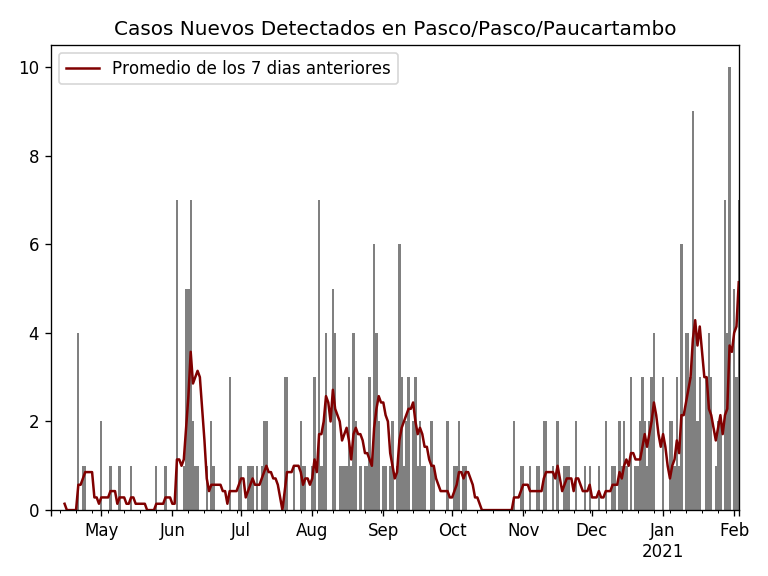 Casos Nuevos Detectados en Pasco/Pasco/Paucartambo
Promedio de los 7 dias anteriores
10
8
6
4
2
0
May Jun Jul Aug Sep Oct Nov Dec Jan Feb
2021